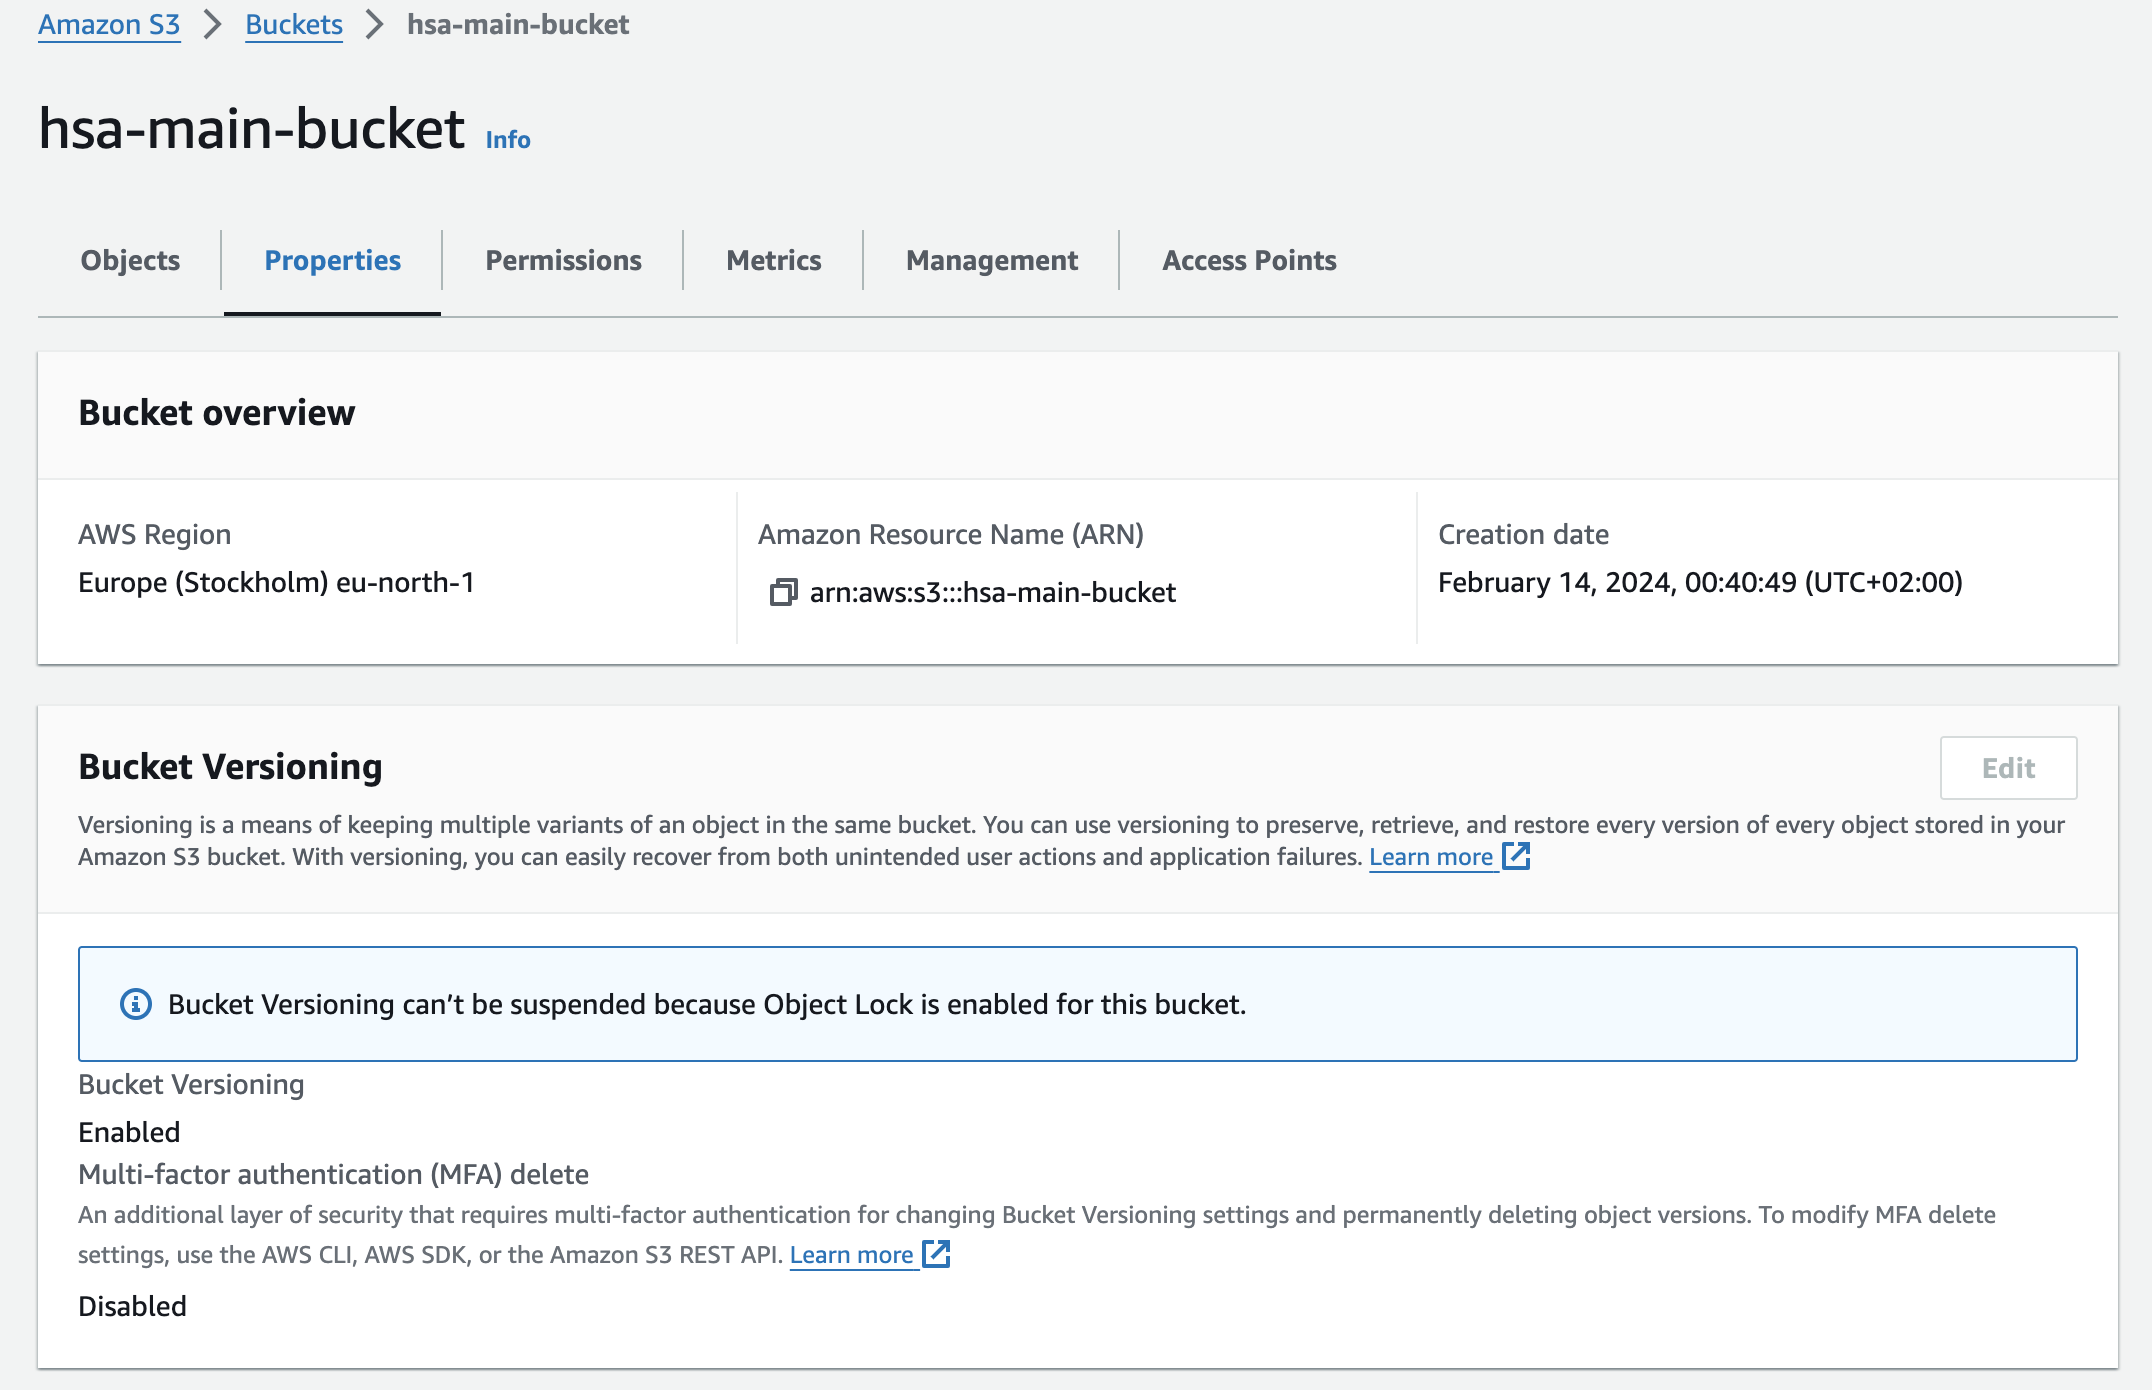 Amazon S3 > Buckets > hsa-main-bucket
hsa-main-bucket Info
Objects Properties Permissions Metrics Management Access Points
Bucket overview
AWS Region
Europe (Stockholm) eu-north-1
Amazon Resource Name (ARN)
arn:aws:s3:::hsa-main-bucket
Creation date
February 14, 2024, 00:40:49 (UTC+02:00)
Bucket Versioning
Edit
Versioning is a means of keeping multiple variants of an object in the same bucket. You can use versioning to preserve, retrieve, and restore every version of every object stored in your
Amazon S3 bucket. With versioning, you can easily recover from both unintended user actions and application failures. Learn more
Bucket Versioning can't be suspended because Object Lock is enabled for this bucket.
Bucket Versioning
Enabled
Multi-factor authentication (MFA) delete
An additional layer of security that requires multi-factor authentication for changing Bucket Versioning settings and permanently deleting object versions. To modify MFA delete
settings, use the AWS CLI, AWS SDK, or the Amazon S3 REST API. Learn more
Disabled